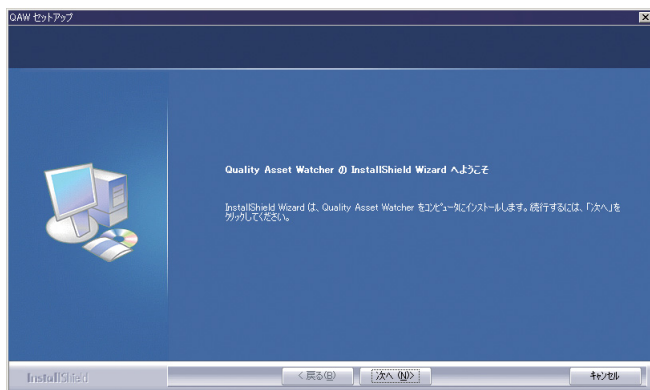 QAW セットアップ
Quality Asset Watcher の InstallShield Wizard へようこそ
InstallShield Wizard は、Quality Asset Watcher をコンピュータにインストールします。続行するには、「次へ」を
クリックしてください。
InstallShield
< 戻る(B)
次へ (N)>
キャンセル